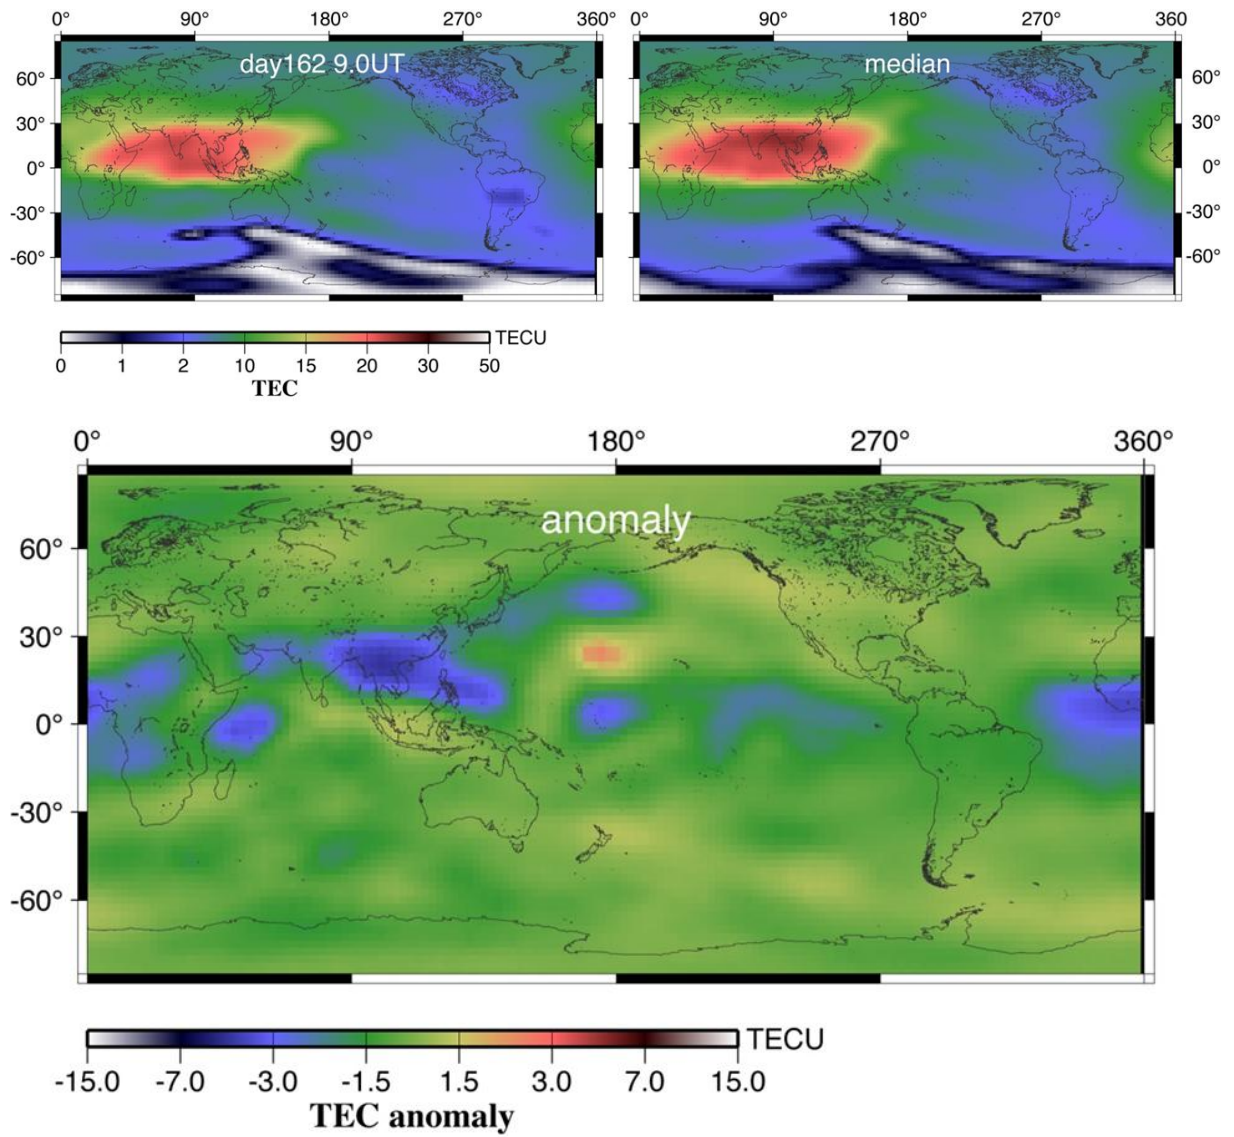 0° 90° 180° 270° 360° 0° 90° 180° 270° 360
day162 9.0UT median
60° 60°
30° 30°
0° 0°
-30° -30°
-60° -60°
TECU
0 1 2 10 15 20 30 50
TEC
0° 90° 180° 270° 360°
anomaly
60°
30°
0°
-30°
-60°
TECU
-15.0 -7.0 -3.0 -1.5 1.5 3.0 7.0 15.0
TEC anomaly